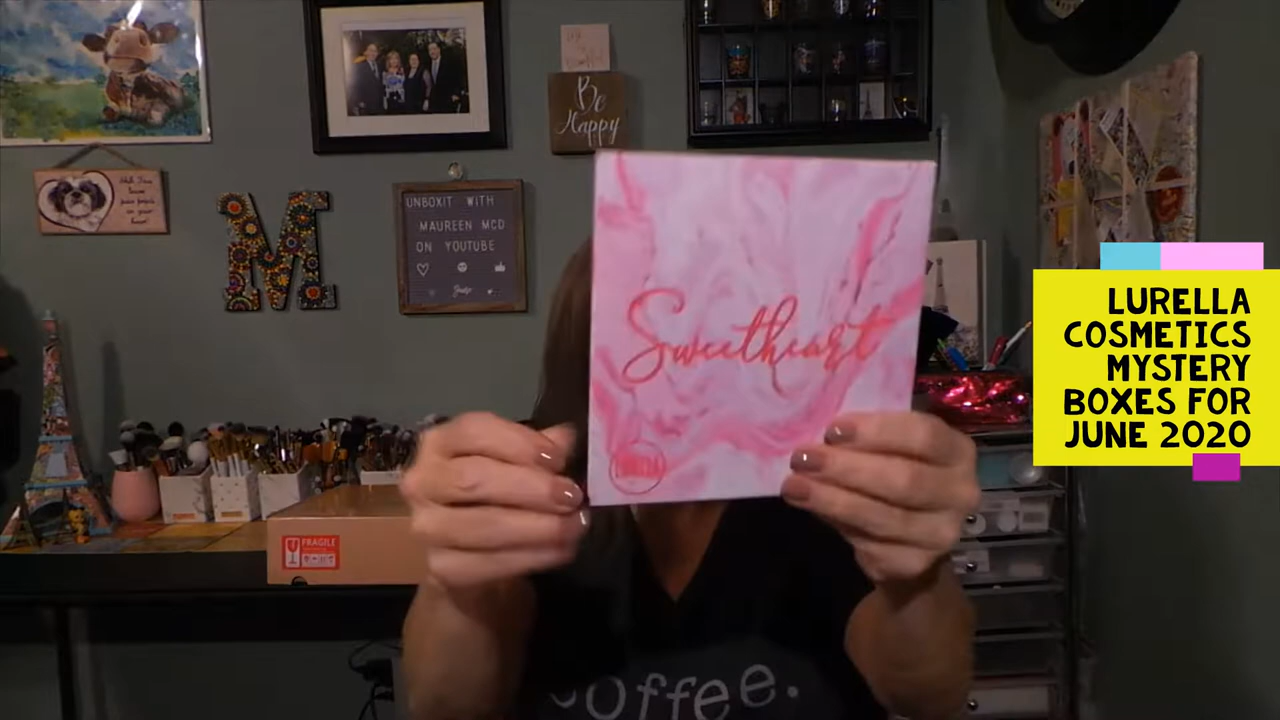 Be
Happy
UNBOXIT WITH
MAUREEN MCD
ON YOUTUBE
Sweetheart
FRAGILE
coffee.
LURELLA
COSMETICS
MYSTERY
BOXES FOR
JUNE 2020